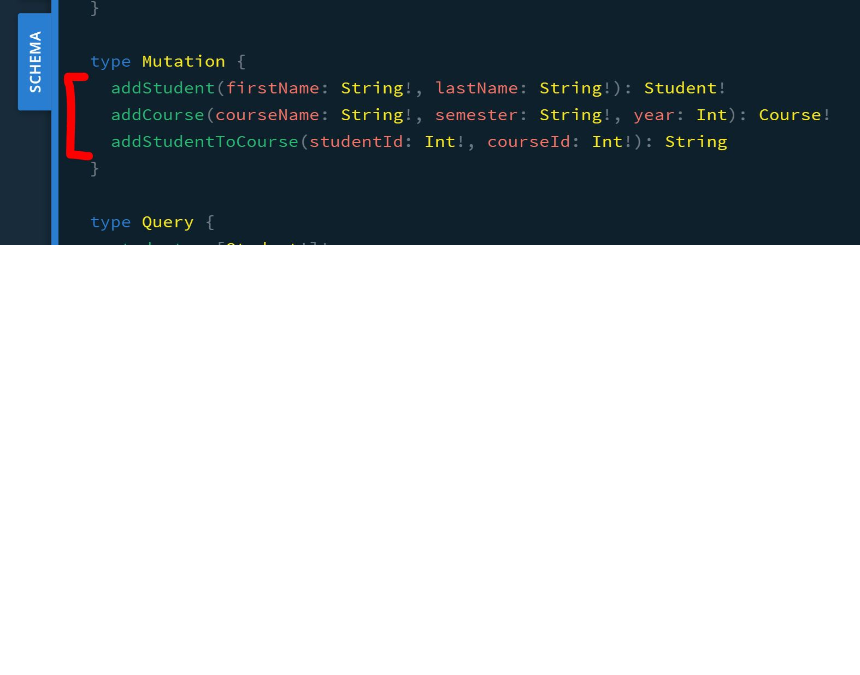 }
SCHEMA
type Mutation {
addStudent(firstName: String!, lastName: String!): Student!
addCourse(courseName: String!, semester: String!, year: Int): Course!
addStudentToCourse(studentId: Int!, courseId: Int!): String
}
type Query {